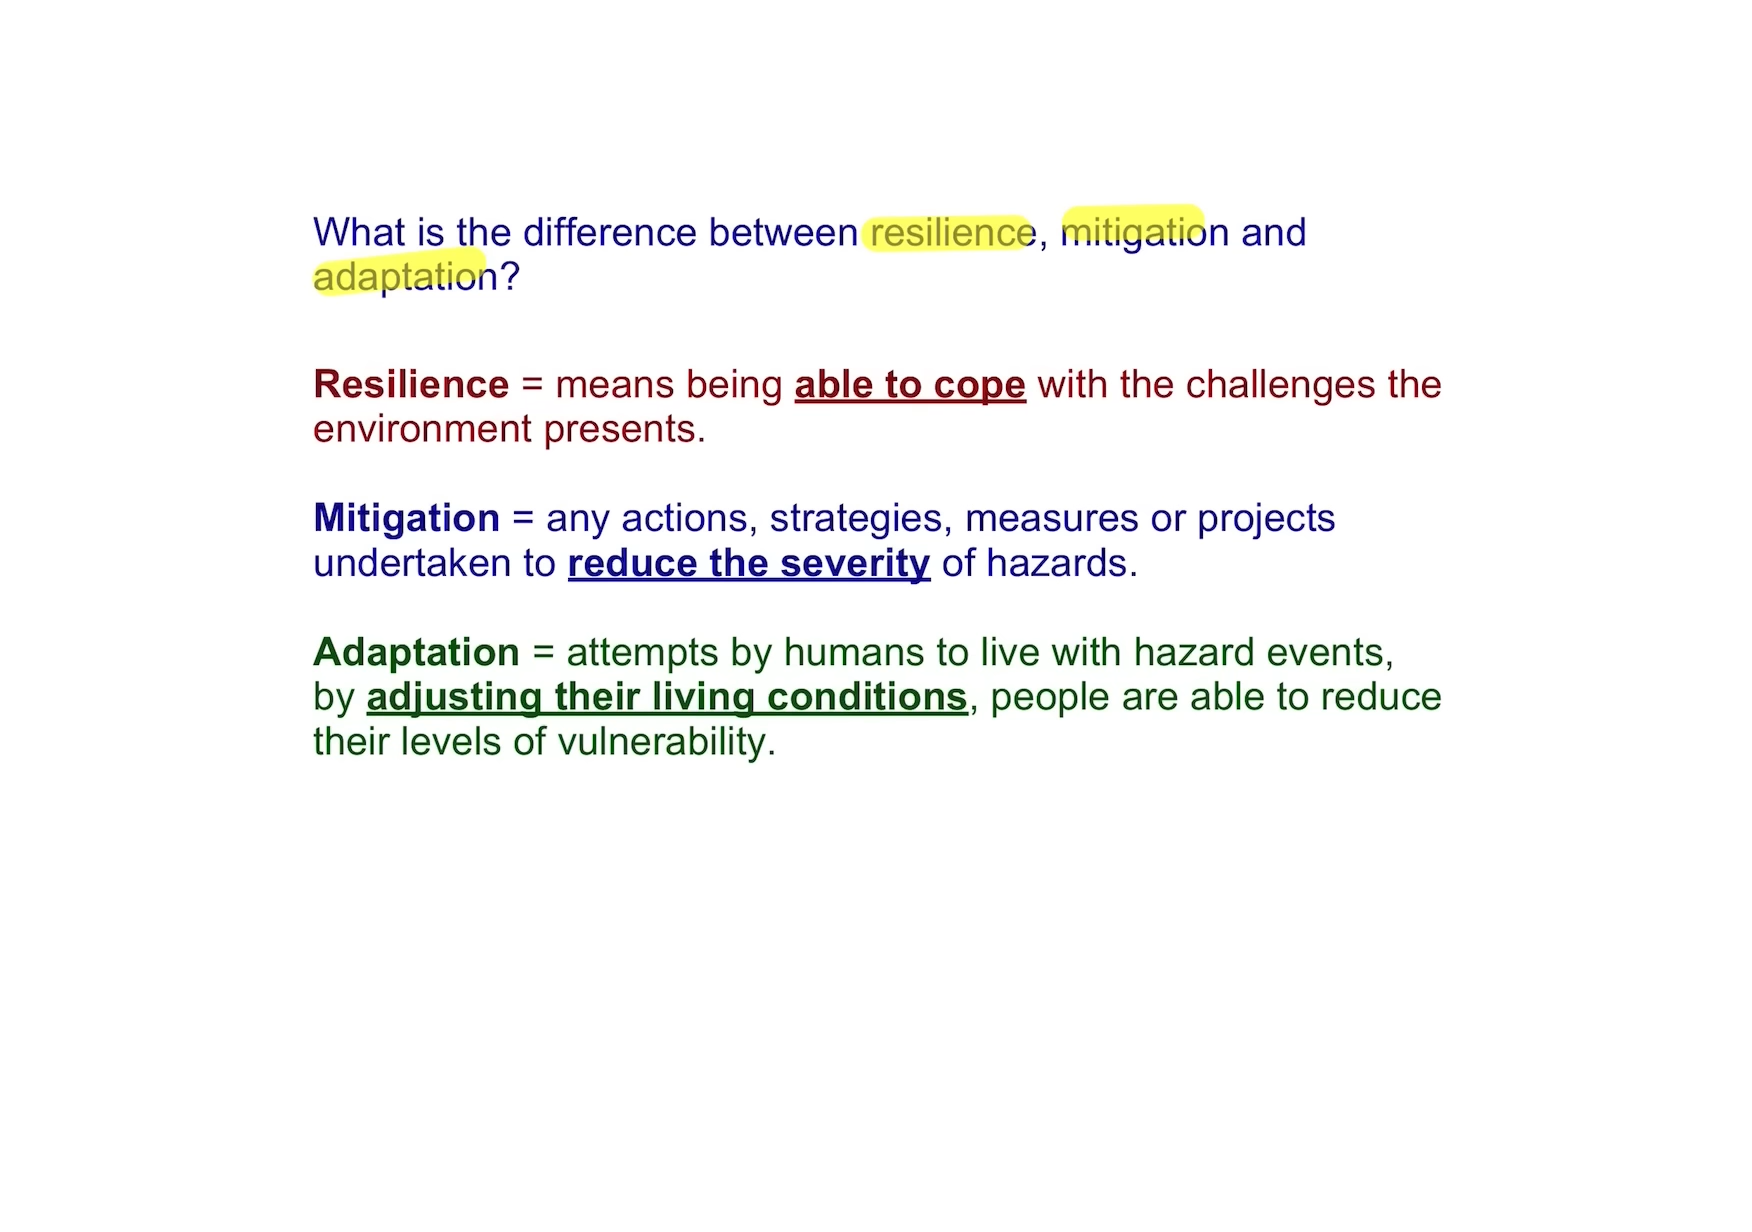 What is the difference between resilience, mitigation and
adaptation?
Resilience = means being able to cope with the challenges the
environment presents.
Mitigation = any actions, strategies, measures or projects
undertaken to reduce the severity of hazards.
Adaptation = attempts by humans to live with hazard events,
by adjusting their living conditions, people are able to reduce
their levels of vulnerability.